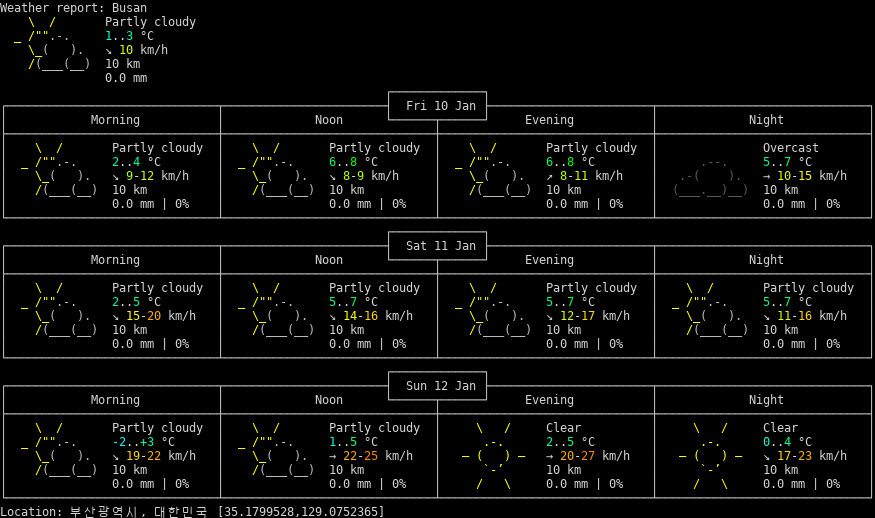 Weather report: Busan
Partly cloudy
1..3 °C
↘ 10 km/h
10 km
0.0 mm
Fri 10 Jan
Morning Noon Evening Night
Partly cloudy Partly cloudy Partly cloudy Overcast
2..4 °C 6..8 °C 6..8 °C 5..7 °C
↘ 9-12 km/h ↘ 8-9 km/h ↗ 8-11 km/h → 10-15 km/h
10 km 10 km 10 km 10 km
0.0 mm | 0% 0.0 mm | 0% 0.0 mm | 0% 0.0 mm | 0%
Sat 11 Jan
Morning Noon Evening Night
Partly cloudy Partly cloudy Partly cloudy Partly cloudy
2..5 °C 5..7 °C 5..7 °C 5..7 °C
↘ 15-20 km/h ↘ 14-16 km/h ↘ 12-17 km/h ↘ 11-16 km/h
10 km 10 km 10 km 10 km
0.0 mm | 0% 0.0 mm | 0% 0.0 mm | 0% 0.0 mm | 0%
Sun 12 Jan
Morning Noon Evening Night
Partly cloudy Partly cloudy Clear Clear
-2..+3 °C 1..5 °C 2..5 °C 0..4 °C
↘ 19-22 km/h → 22-25 km/h → 20-27 km/h ↘ 17-23 km/h
10 km 10 km 10 km 10 km
0.0 mm | 0% 0.0 mm | 0% 0.0 mm | 0% 0.0 mm | 0%
Location: 부산광역시, 대한민국 [35.1799528,129.0752365]